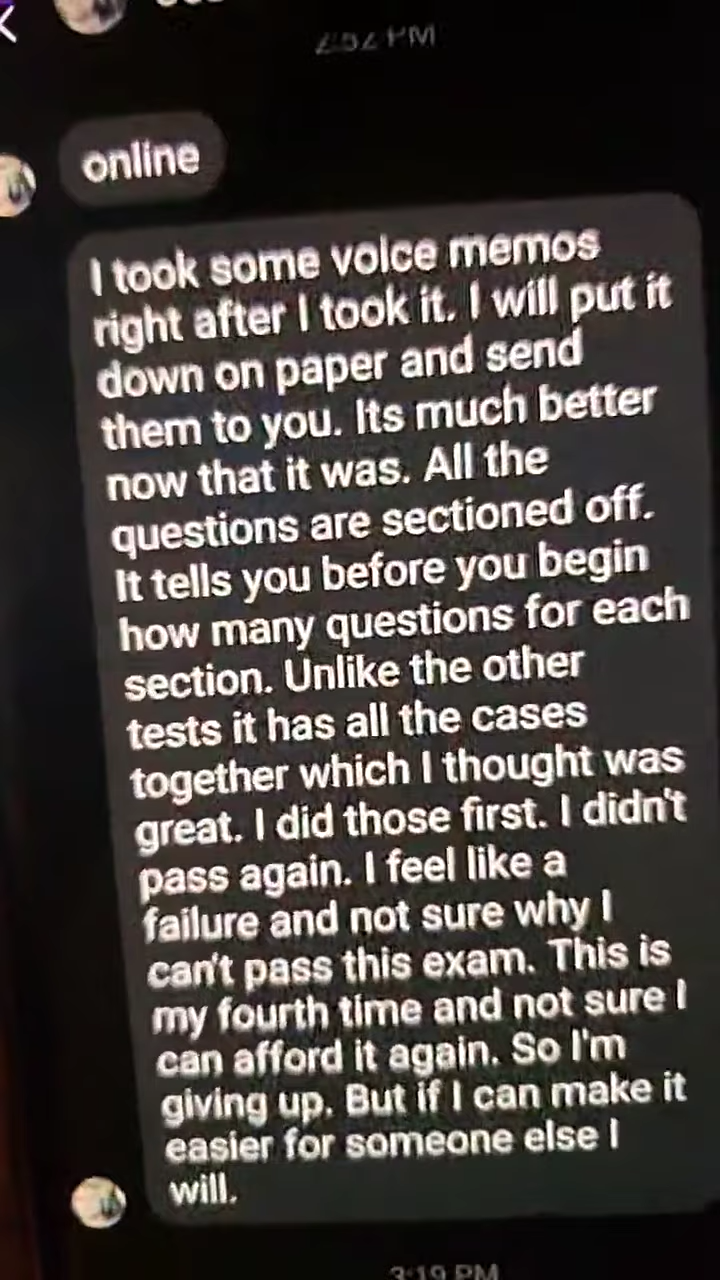 online
I took some voice memos
right after I took it. I will put it
down on paper and send
them to you. Its much better
now that it was. All the
questions are sectioned off.
It tells you before you begin
how many questions for each
section. Unlike the other
tests it has all the cases
together which I thought was
great. I did those first. I didn't
pass again. I feel like a
failure and not sure why I
can't pass this exam. This is
my fourth time and not sure I
can afford it again. So I'm
giving up. But if I can make it
easier for someone else I
will.
3:19 PM